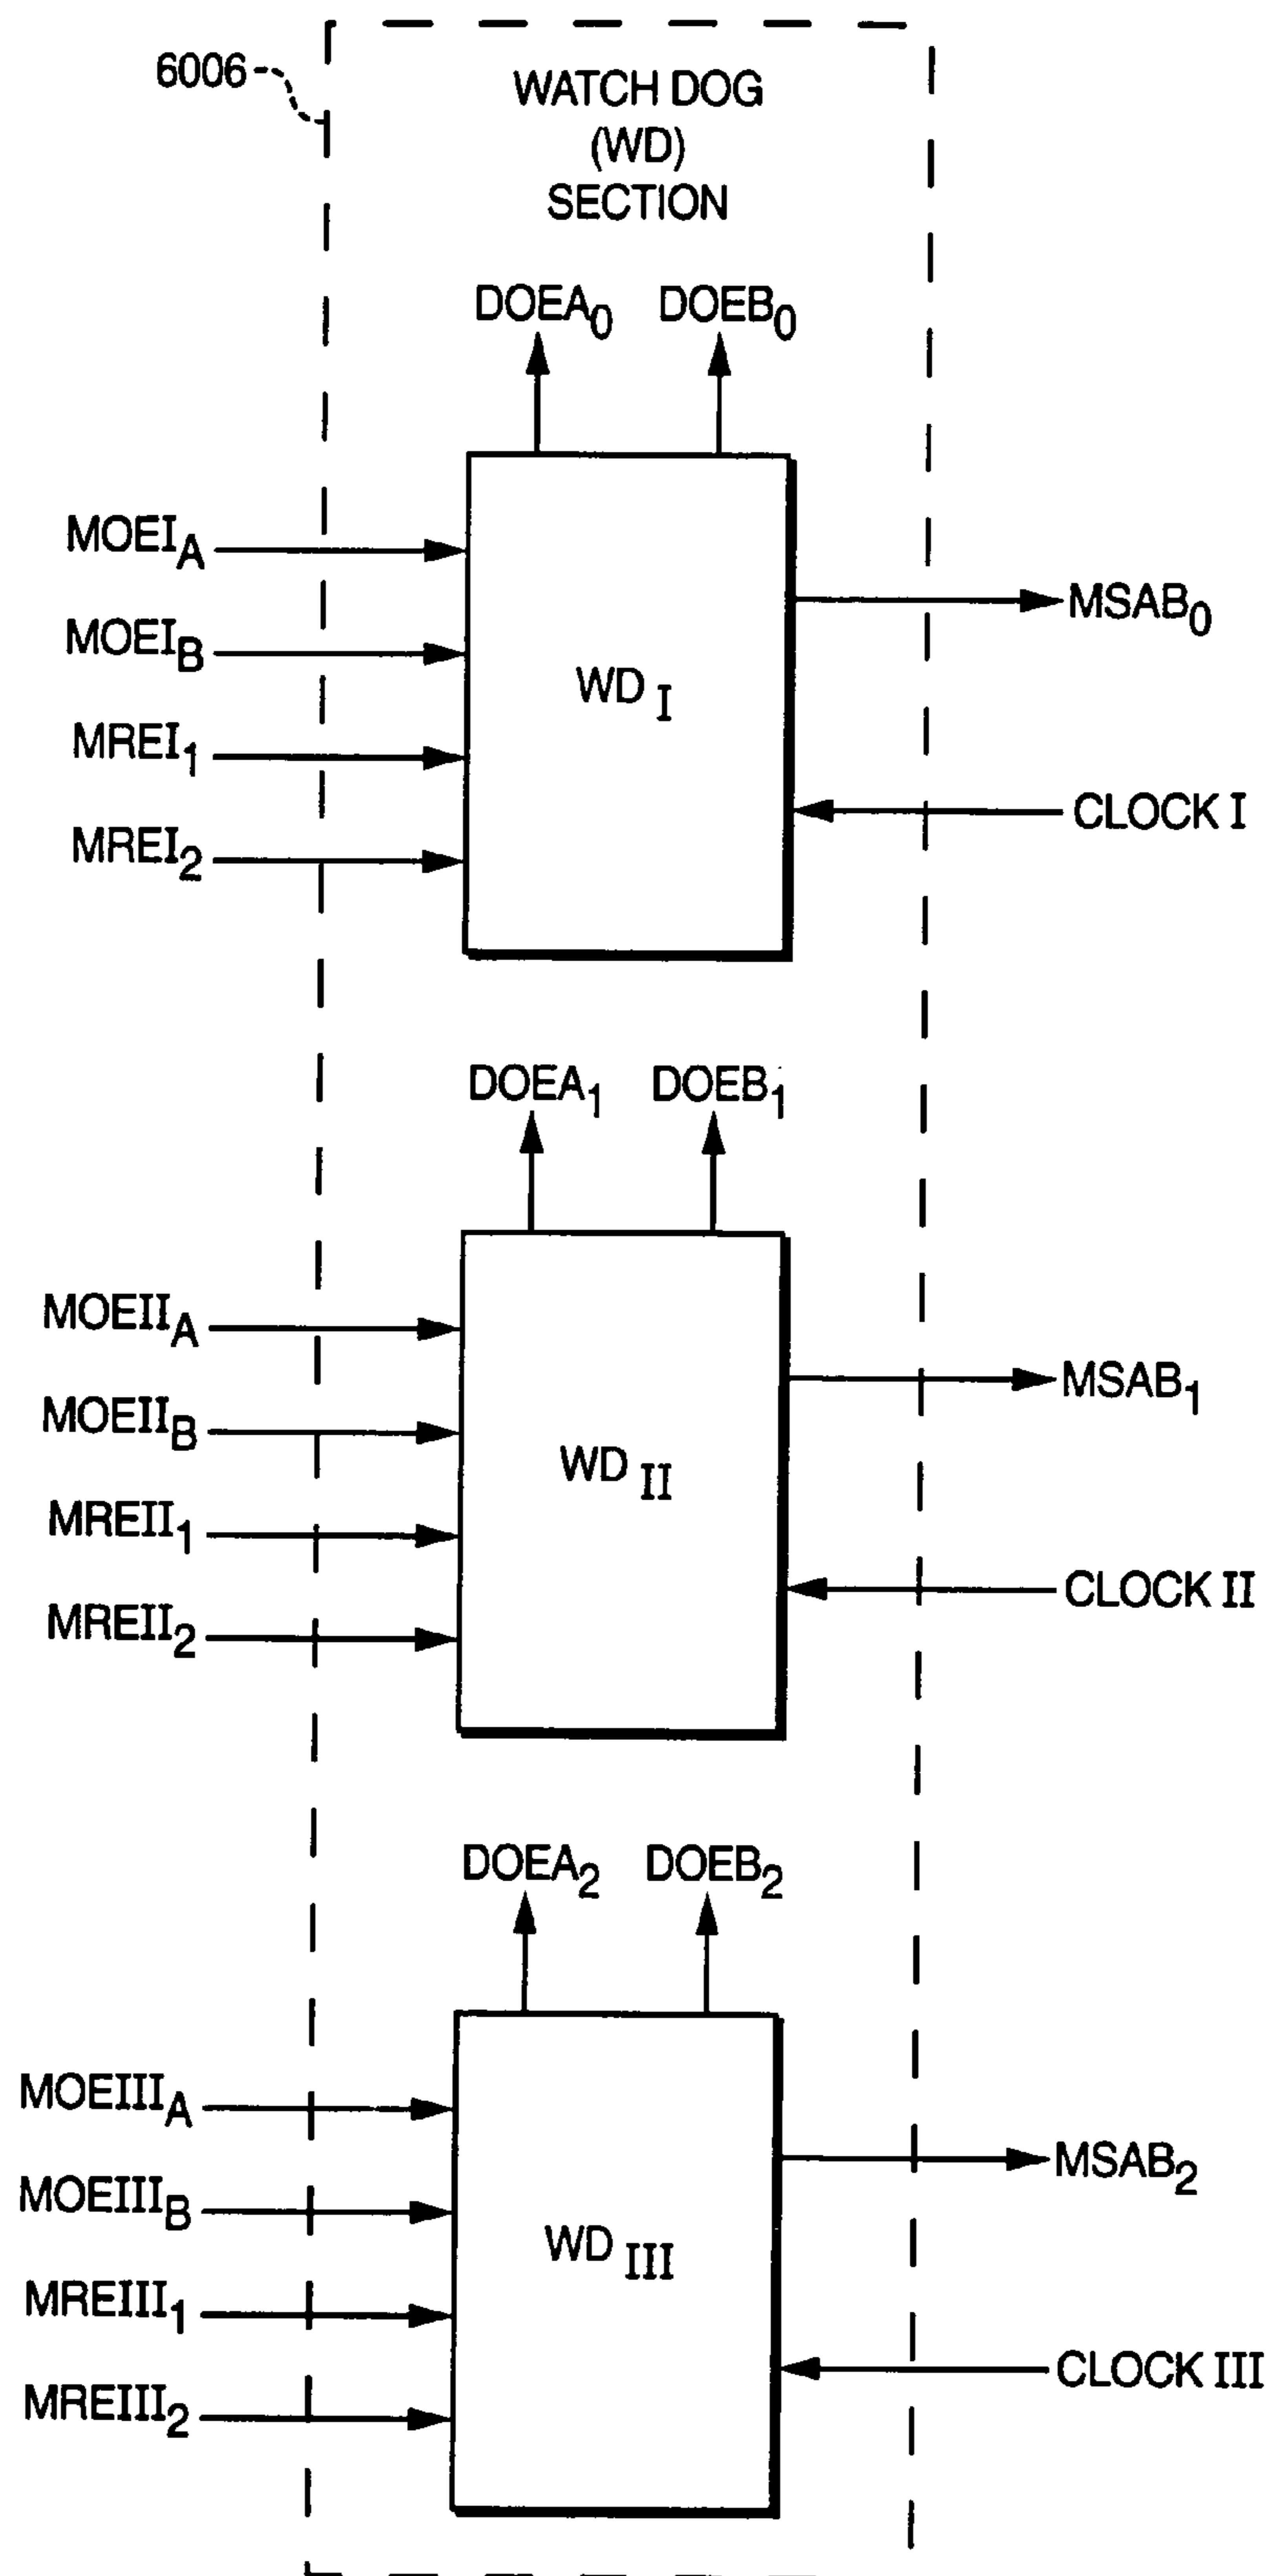 6006
WATCH DOG
(WD)
SECTION
DOEA0 DOEB0
MOEIA
MOEIB
MREI1
MREI2
WD I
MSAB0
CLOCK I
DOEA1 DOEB1
MOEIIA
MOEIIB
MREII1
MREII2
WD II
MSAB1
CLOCK II
DOEA2 DOEB2
MOEIIIA
MOEIIIB
MREIII1
MREIII2
WD III
MSAB2
CLOCK III